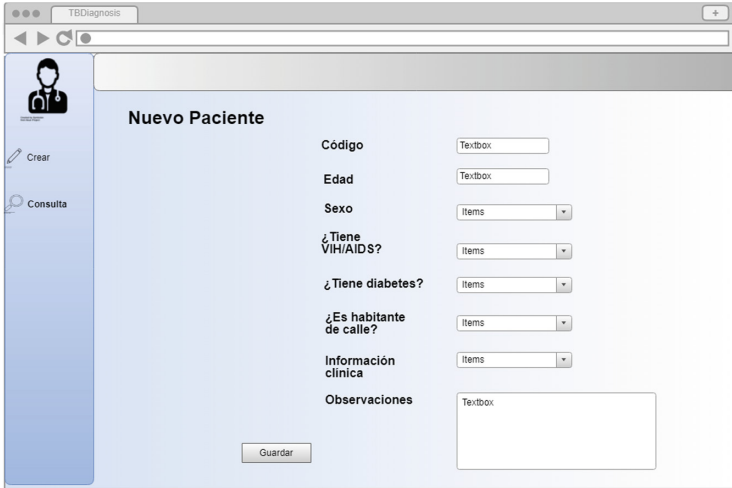 TBDiagnosis
+
Nuevo Paciente
Código Textbox
Edad Textbox
Crear
Sexo Items
Consulta
¿Tiene
VIH/AIDS? Items
¿Tiene diabetes? Items
¿Es habitante
de calle? Items
Información
clínica Items
Observaciones Textbox
Guardar